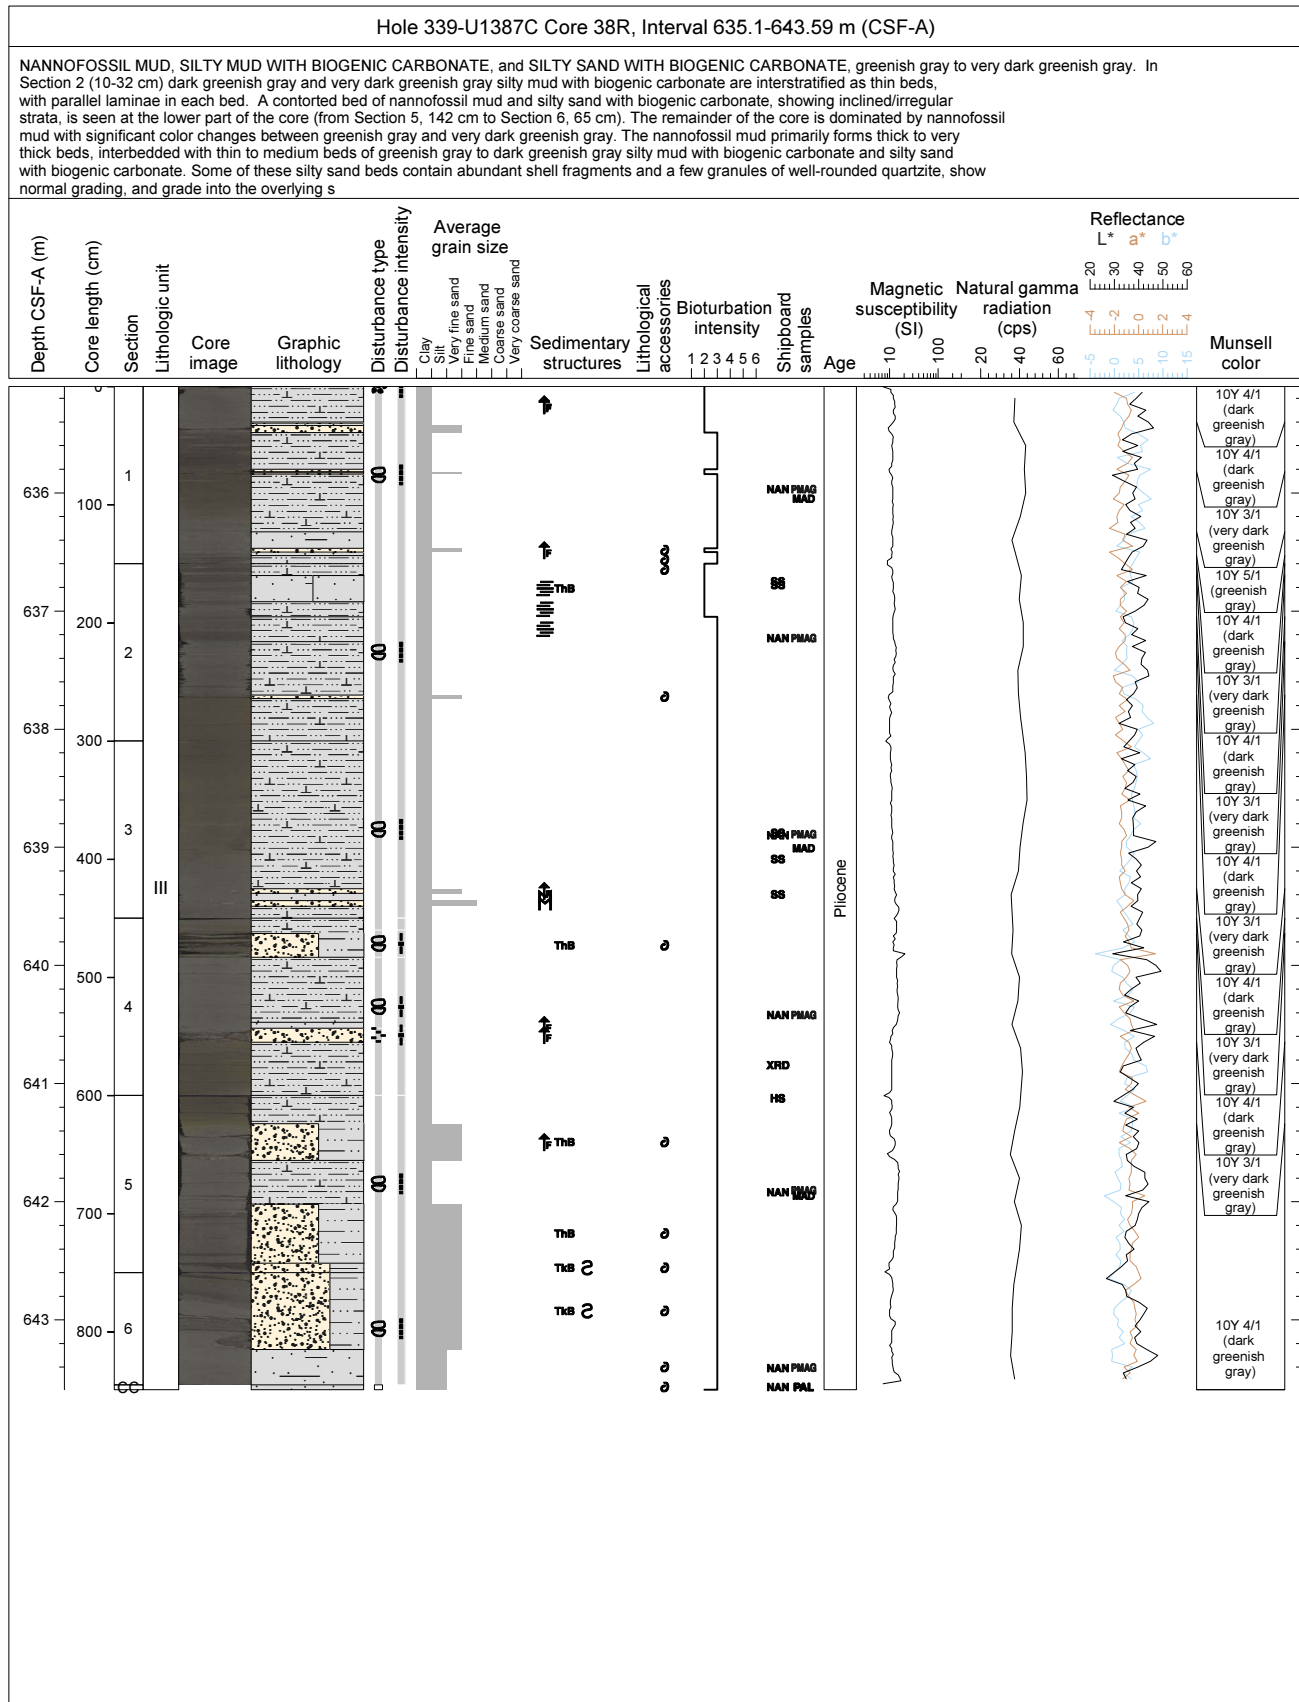 Hole 339-U1387C Core 38R, Interval 635.1-643.59 m (CSF-A)
NANNOFOSSIL MUD, SILTY MUD WITH BIOGENIC CARBONATE, and SILTY SAND WITH BIOGENIC CARBONATE, greenish gray to very dark greenish gray.  In
Section 2 (10-32 cm) dark greenish gray and very dark greenish gray silty mud with biogenic carbonate are interstratified as thin beds,
with parallel laminae in each bed.  A contorted bed of nannofossil mud and silty sand with biogenic carbonate, showing inclined/irregular
strata, is seen at the lower part of the core (from Section 5, 142 cm to Section 6, 65 cm). The remainder of the core is dominated by nannofossil
mud with significant color changes between greenish gray and very dark greenish gray. The nannofossil mud primarily forms thick to very
thick beds, interbedded with thin to medium beds of greenish gray to dark greenish gray silty mud with biogenic carbonate and silty sand
with biogenic carbonate. Some of these silty sand beds contain abundant shell fragments and a few granules of well-rounded quartzite, show
normal grading, and grade into the overlying s
Depth CSF-A (m)
Core length (cm)
Section
Lithologic unit
Core
image
Graphic
lithology
Disturbance type
Disturbance intensity
Average
grain size
Clay
Silt
Very fine sand
Fine sand
Medium sand
Coarse sand
Very coarse sand
Sedimentary
structures
Lithological
accessories
Bioturbation
intensity
1 2 3 4 5 6
Shipboard
samples
Age
Magnetic
susceptibility
(SI)
10 100
Natural gamma
radiation
(cps)
20 40 60
Reflectance
L* a* b*
20 30 40 50 60
-4 -2 0 2 4
-5 0 5 10 15
Munsell
color
636
637
638
639
640
641
642
643
0
100
200
300
400
500
600
700
800
1
2
3
4
5
6
CC
III
F
F
ThB
ThB
F
F
F
ThB
ThB
TkB
TkB
NAN PMAG
MAD
SS
SS
NAN PMAG
SS
NAN PMAG
MAD
SS
SS
NAN PMAG
XRD
HS
NAN PMAG
MAD
NAN PMAG
NAN PAL
Pliocene
10Y 4/1
(dark
greenish
gray)
10Y 4/1
(dark
greenish
gray)
10Y 3/1
(very dark
greenish
gray)
10Y 5/1
(greenish
gray)
10Y 4/1
(dark
greenish
gray)
10Y 3/1
(very dark
greenish
gray)
10Y 4/1
(dark
greenish
gray)
10Y 3/1
(very dark
greenish
gray)
10Y 4/1
(dark
greenish
gray)
10Y 3/1
(very dark
greenish
gray)
10Y 4/1
(dark
greenish
gray)
10Y 3/1
(very dark
greenish
gray)
10Y 4/1
(dark
greenish
gray)
10Y 3/1
(very dark
greenish
gray)
10Y 4/1
(dark
greenish
gray)